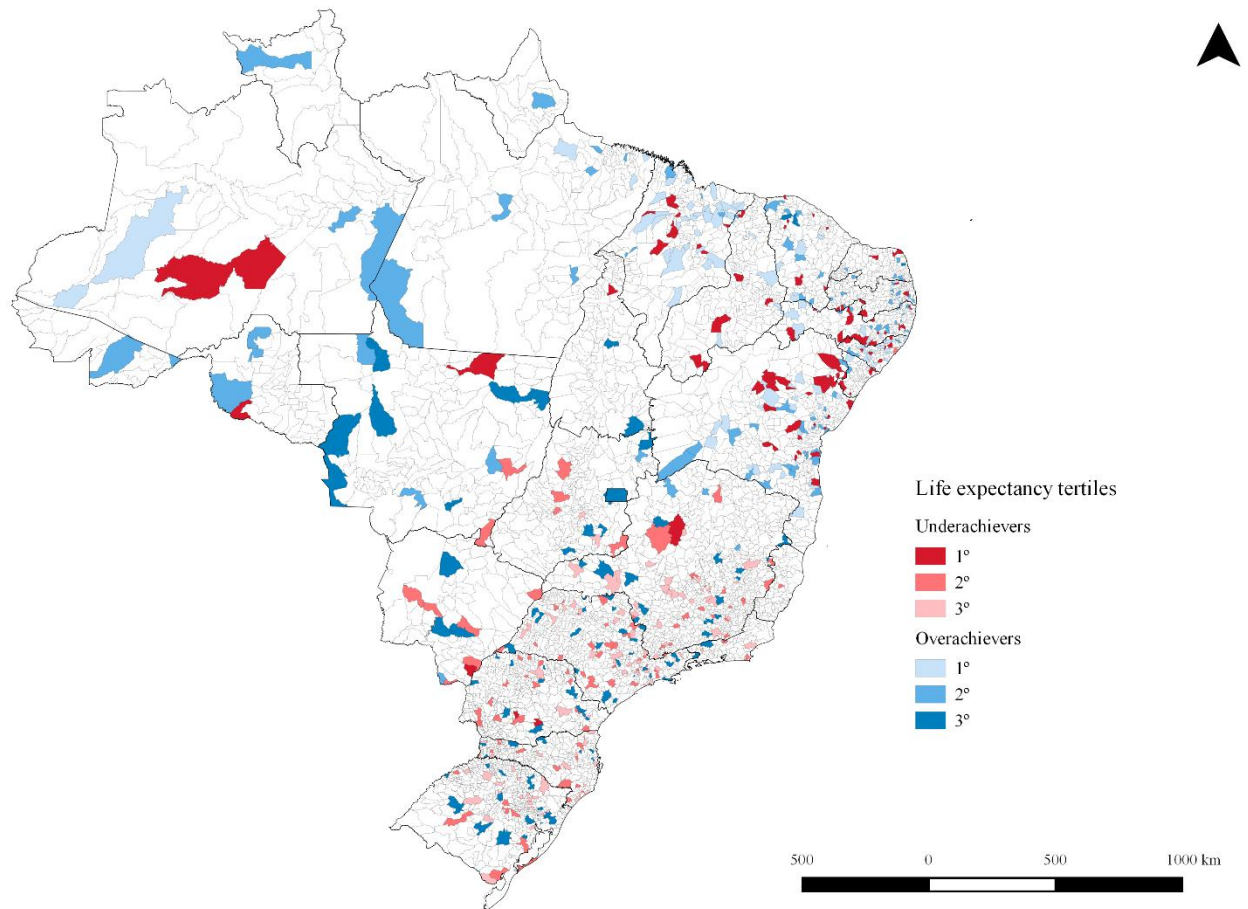 Life expectancy tertiles
Underachievers
1º
2º
3º
Overachievers
1º
2º
3º
500 0 500 1000 km